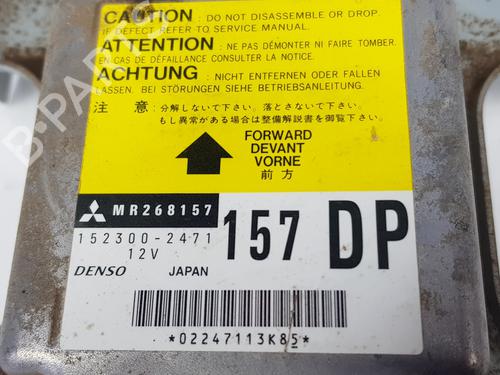 CAUTION : DO NOT DISASSEMBLE OR DROP.
IF DEFECT REFER TO SERVICE MANUAL.
ATTENTION : NE PAS DÉMONTER NI FAIRE TOMBER.
EN CAS DE DÉFAILLANCE CONSULTER LA NOTICE.
ACHTUNG : NICHT ENTFERNEN ODER FALLEN
LASSEN. BEI STÖRUNGEN SIEHE BETRIEBSANLEITUNG.
注 意 : 分解しないで下さい。落とさないで下さい。
もし異常が有る場合は整備解説書を御覧下さい。
FORWARD
DEVANT
VORNE
前 方
MR268157
152300-2471
12V
157 DP
DENSO JAPAN
*02247113K85*
B-PARTS